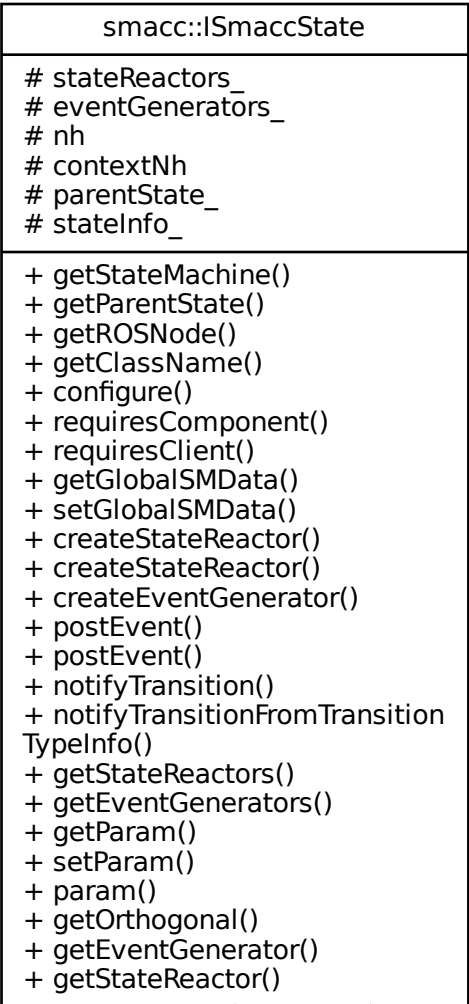 smacc::ISmaccState
# stateReactors_
# eventGenerators_
# nh
# contextNh
# parentState_
# stateInfo_
+ getStateMachine()
+ getParentState()
+ getROSNode()
+ getClassName()
+ configure()
+ requiresComponent()
+ requiresClient()
+ getGlobalSMData()
+ setGlobalSMData()
+ createStateReactor()
+ createStateReactor()
+ createEventGenerator()
+ postEvent()
+ postEvent()
+ notifyTransition()
+ notifyTransitionFromTransition
TypeInfo()
+ getStateReactors()
+ getEventGenerators()
+ getParam()
+ setParam()
+ param()
+ getOrthogonal()
+ getEventGenerator()
+ getStateReactor()